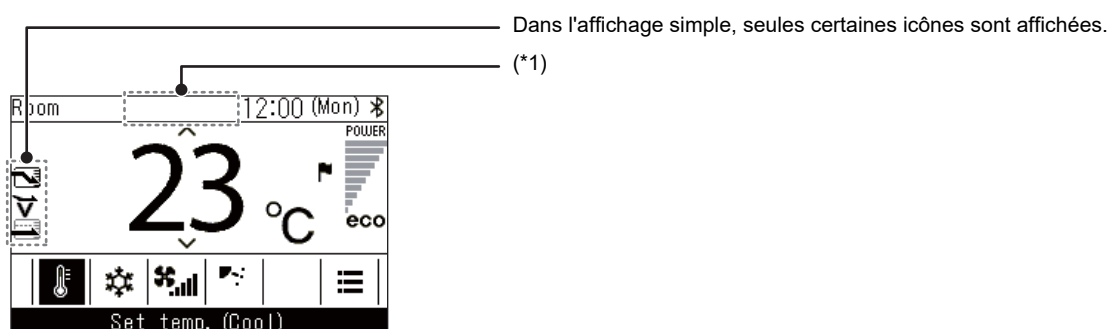 Dans l'affichage simple, seules certaines icônes sont affichées.
(*1)
Room 12:00 (Mon)
POWER
23 °C
eco
Set temp. (Cool)